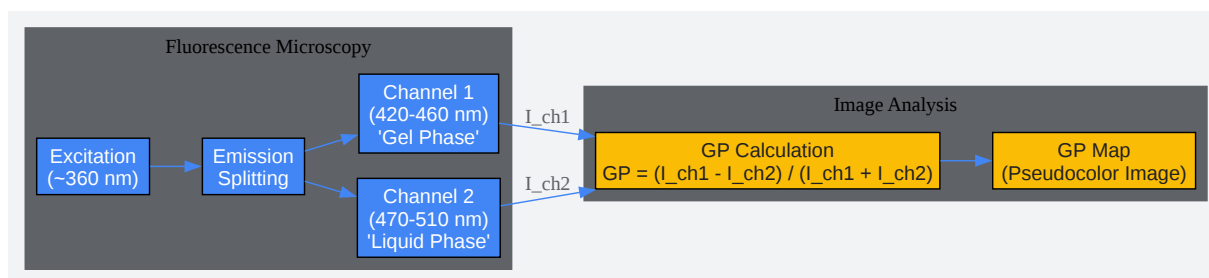 Fluorescence Microscopy
Excitation
(~360 nm)
Emission
Splitting
Channel 1
(420-460 nm)
'Gel Phase'
Channel 2
(470-510 nm)
'Liquid Phase'
I_ch1
I_ch2
Image Analysis
GP Calculation
GP = (I_ch1 - I_ch2) / (I_ch1 + I_ch2)
GP Map
(Pseudocolor Image)